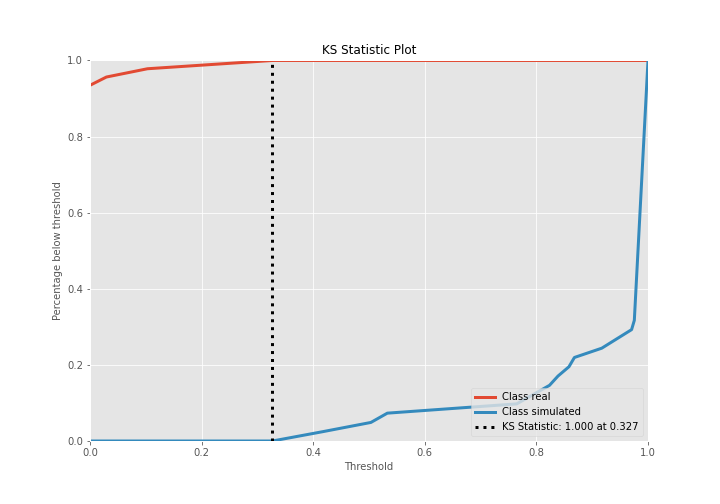 KS Statistic Plot
1.0
0.8
0.6
0.4
0.2
0.0
Percentage below threshold
0.0 0.2 0.4 0.6 0.8 1.0
Threshold
Class real
Class simulated
KS Statistic: 1.000 at 0.327